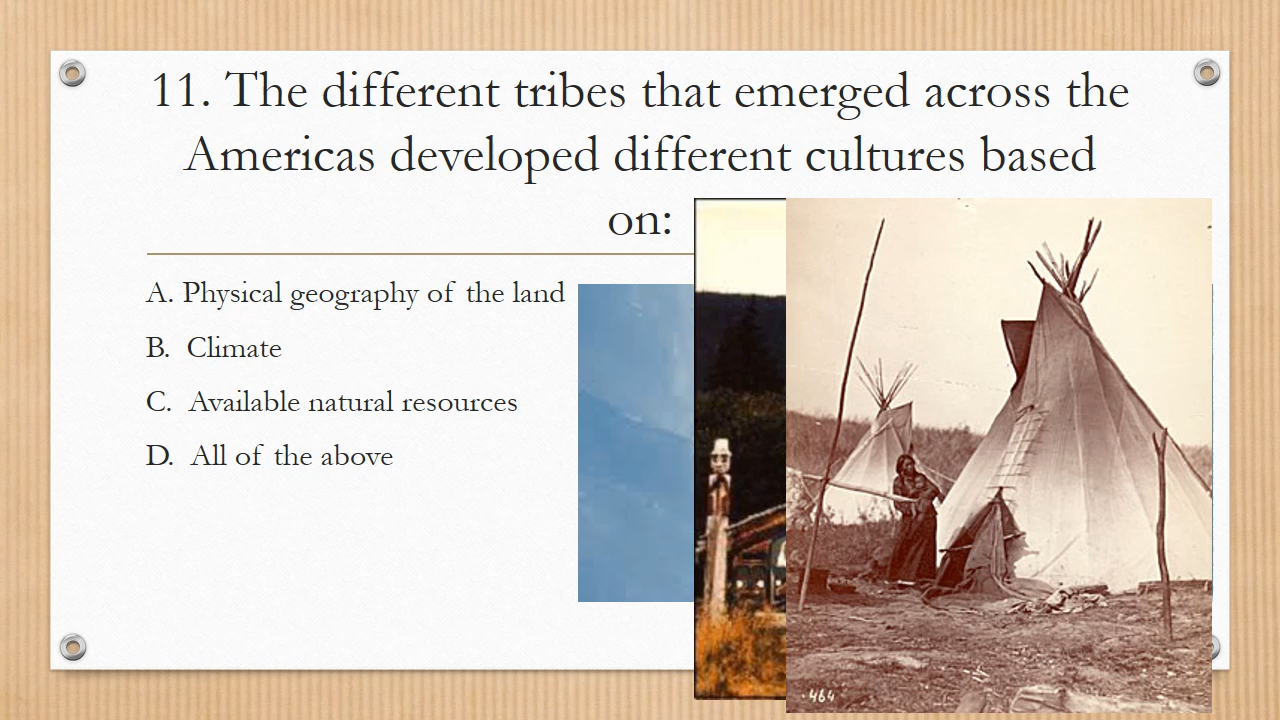 11. The different tribes that emerged across the
Americas developed different cultures based
on:
A. Physical geography of the land
B. Climate
C. Available natural resources
D. All of the above
464